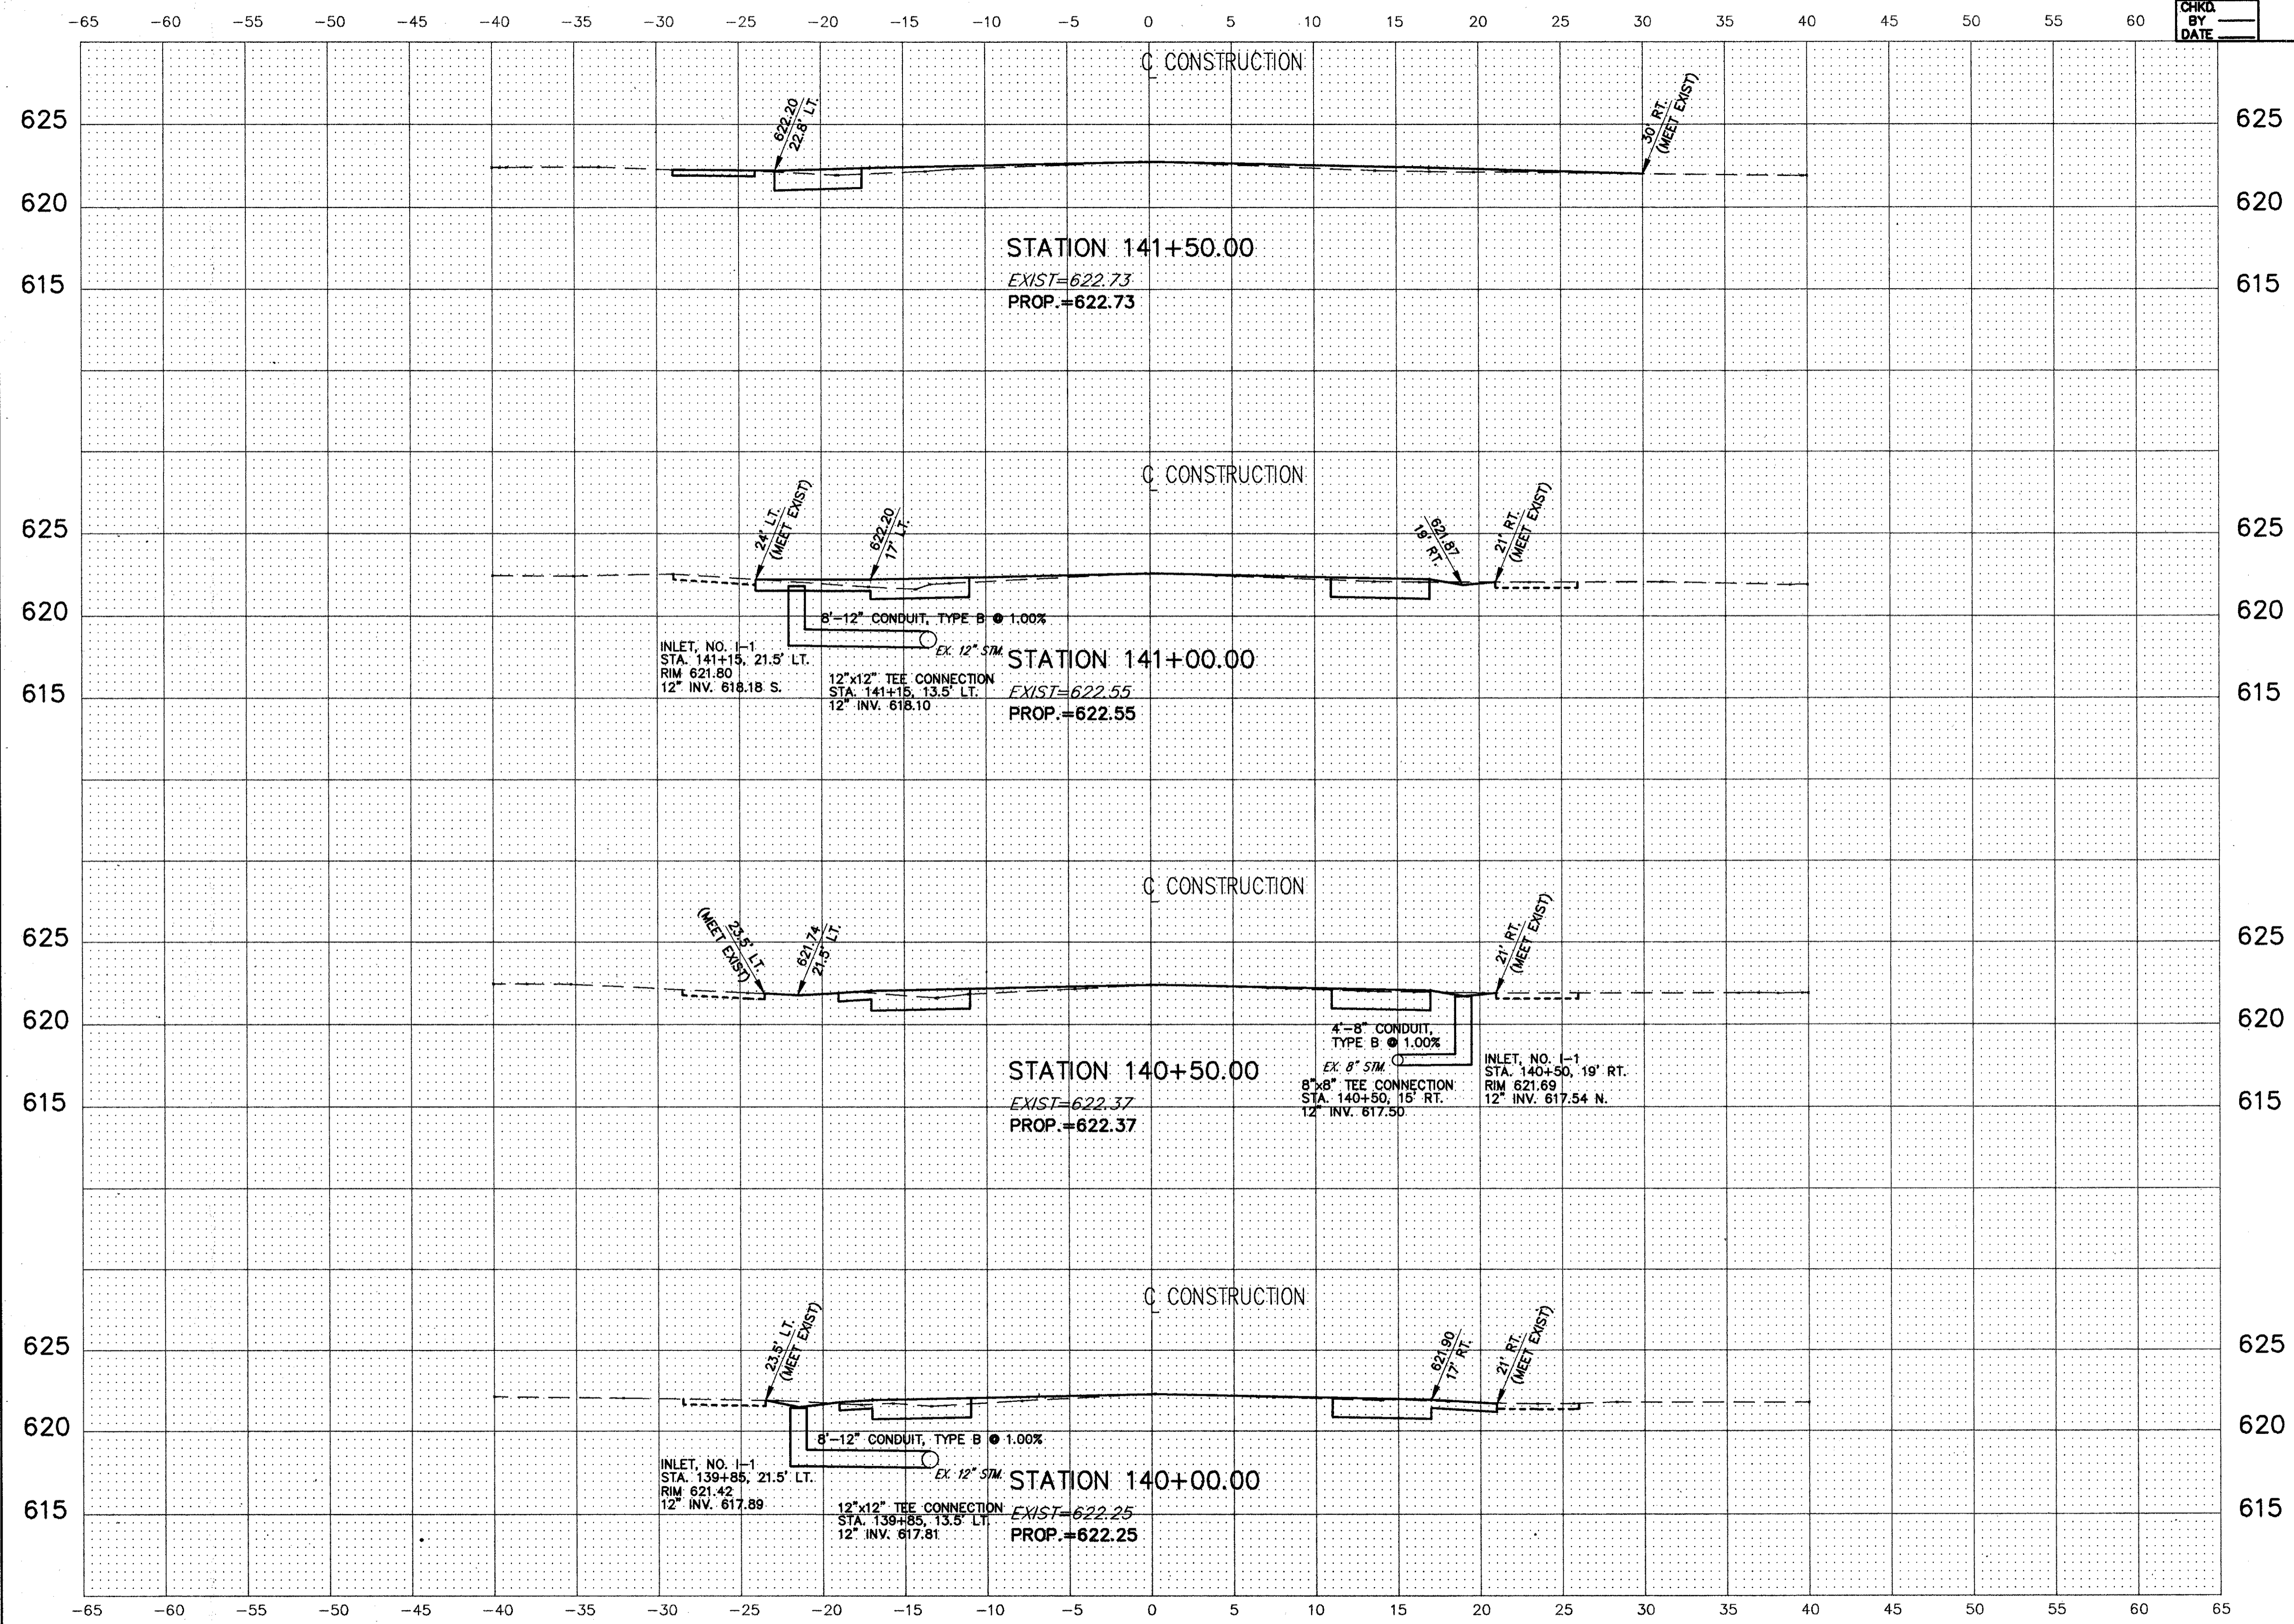 -65 -60 -55 -50 -45 -40 -35 -30 -25 -20 -15 -10 -5 0 5 10 15 20 25 30 35 40 45 50 55 60
CHKD.
BY
DATE
℄ CONSTRUCTION
622.20
22.8' LT.
30' RT.
(MEET EXIST)
625 625
620 620
STATION 141+50.00
EXIST=622.73
PROP.=622.73
615 615
℄ CONSTRUCTION
24' LT.
(MEET EXIST)
622.20
17' LT.
621.87
19' RT.
21' RT.
(MEET EXIST)
625 625
620 620
8'-12" CONDUIT, TYPE B @ 1.00%
EX. 12" STM.
INLET, NO. I-1
STA. 141+15, 21.5' LT.
RIM 621.80
12" INV. 618.18 S.
12"x12" TEE CONNECTION
STA. 141+15, 13.5' LT.
12" INV. 618.10
STATION 141+00.00
EXIST=622.55
PROP.=622.55
615 615
℄ CONSTRUCTION
23.5' LT.
(MEET EXIST)
621.74
21.5' LT.
21' RT.
(MEET EXIST)
625 625
620 620
4'-8" CONDUIT,
TYPE B @ 1.00%
EX. 8" STM.
8"x8" TEE CONNECTION
STA. 140+50, 15' RT.
12" INV. 617.50
INLET, NO. I-1
STA. 140+50, 19' RT.
RIM 621.69
12" INV. 617.54 N.
STATION 140+50.00
EXIST=622.37
PROP.=622.37
615 615
℄ CONSTRUCTION
23.5' LT.
(MEET EXIST)
621.90
17' RT.
21' RT.
(MEET EXIST)
625 625
620 620
8'-12" CONDUIT, TYPE B @ 1.00%
EX. 12" STM.
INLET, NO. I-1
STA. 139+85, 21.5' LT.
RIM 621.42
12" INV. 617.89
12"x12" TEE CONNECTION
STA. 139+85, 13.5' LT.
12" INV. 617.81
STATION 140+00.00
EXIST=622.25
PROP.=622.25
615 615
-65 -60 -55 -50 -45 -40 -35 -30 -25 -20 -15 -10 -5 0 5 10 15 20 25 30 35 40 45 50 55 60 65